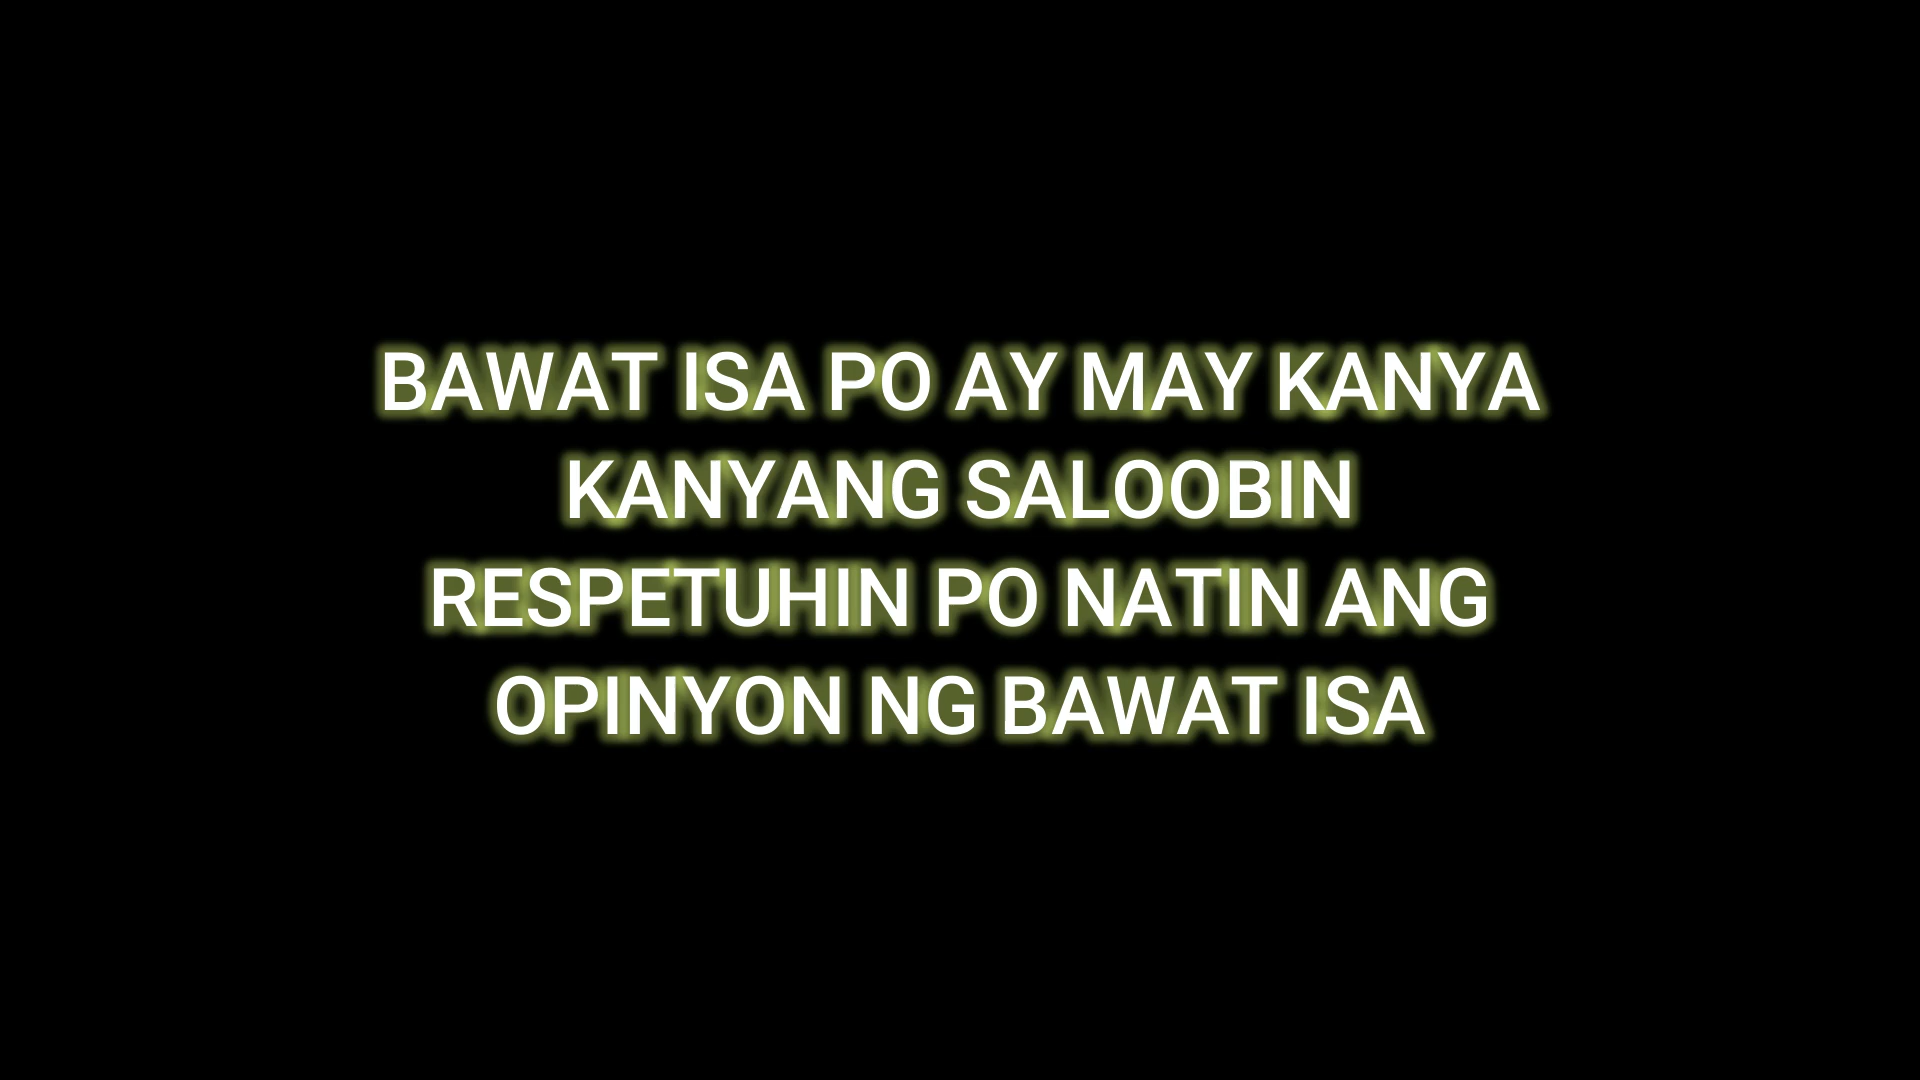 BAWAT ISA PO AY MAY KANYA
KANYANG SALOOBIN
RESPETUHIN PO NATIN ANG
OPINYON NG BAWAT ISA